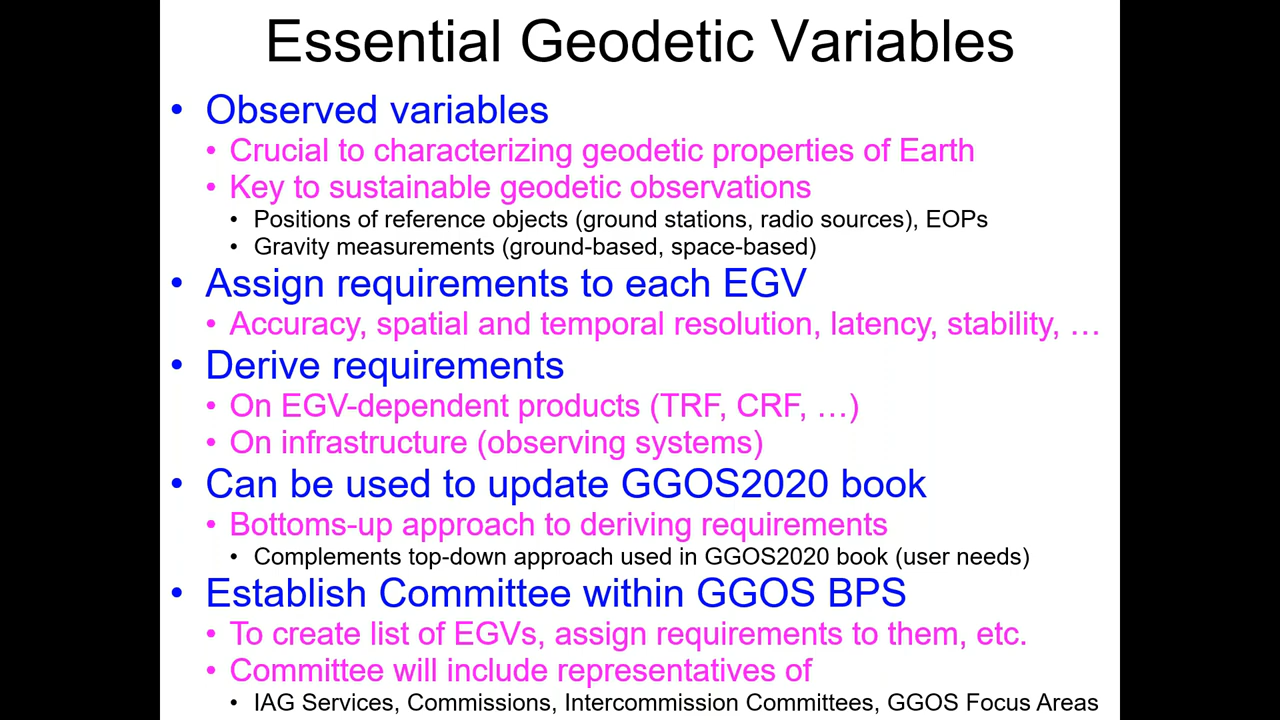 Essential Geodetic Variables
• Observed variables
• Crucial to characterizing geodetic properties of Earth
• Key to sustainable geodetic observations
• Positions of reference objects (ground stations, radio sources), EOPs
• Gravity measurements (ground-based, space-based)
• Assign requirements to each EGV
• Accuracy, spatial and temporal resolution, latency, stability, …
• Derive requirements
• On EGV-dependent products (TRF, CRF, …)
• On infrastructure (observing systems)
• Can be used to update GGOS2020 book
• Bottoms-up approach to deriving requirements
• Complements top-down approach used in GGOS2020 book (user needs)
• Establish Committee within GGOS BPS
• To create list of EGVs, assign requirements to them, etc.
• Committee will include representatives of
• IAG Services, Commissions, Intercommission Committees, GGOS Focus Areas